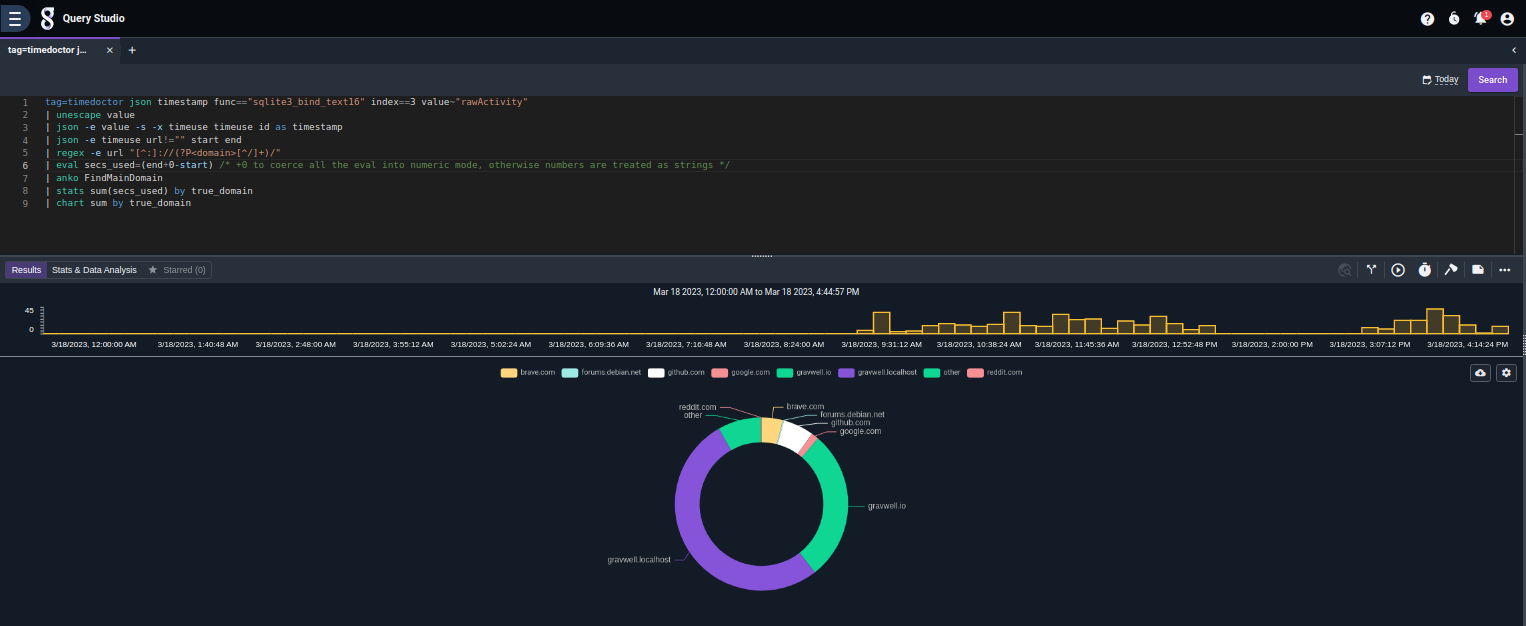 Query Studio
1
tag=timedoctor j...
+
Today
Search
1 tag=timedoctor json timestamp func=="sqlite3_bind_text16" index==3 value~"rawActivity"
2 | unescape value
3 | json -e value -s -x timeuse timeuse id as timestamp
4 | json -e timeuse url!="" start end
5 | regex -e url "[^:]://(?P<domain>[^/]+)/"
6 | eval secs_used=(end+0-start) /* +0 to coerce all the eval into numeric mode, otherwise numbers are treated as strings */
7 | anko FindMainDomain
8 | stats sum(secs_used) by true_domain
9 | chart sum by true_domain
Results Stats & Data Analysis Starred (0)
Mar 18 2023, 12:00:00 AM to Mar 18 2023, 4:44:57 PM
45
0
3/18/2023, 12:00:00 AM 3/18/2023, 1:40:48 AM 3/18/2023, 2:48:00 AM 3/18/2023, 3:55:12 AM 3/18/2023, 5:02:24 AM 3/18/2023, 6:09:36 AM 3/18/2023, 7:16:48 AM 3/18/2023, 8:24:00 AM 3/18/2023, 9:31:12 AM 3/18/2023, 10:38:24 AM 3/18/2023, 11:45:36 AM 3/18/2023, 12:52:48 PM 3/18/2023, 2:00:00 PM 3/18/2023, 3:07:12 PM 3/18/2023, 4:14:24 PM
brave.com forums.debian.net github.com google.com gravwell.io gravwell.localhost other reddit.com
reddit.com
other
brave.com
forums.debian.net
github.com
google.com
gravwell.io
gravwell.localhost